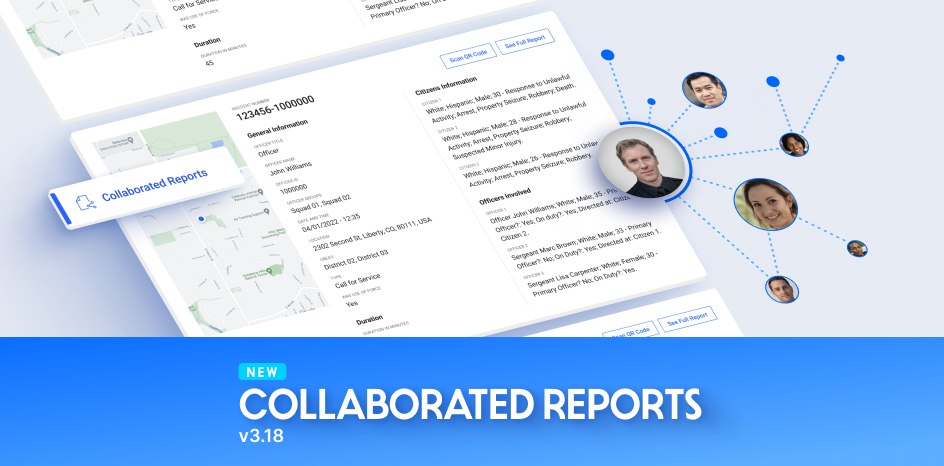 Yes
Duration
DURATION IN MINUTES
45
Primary Officer? No; On
Scan QR Code
See Full Report
INCIDENT NUMBER
123456-1000000
General Information
OFFICER TITLE
Officer
OFFICER NAME
John Williams
OFFICER ID
1000000
OFFICER GROUPS
Squad 01, Squad 02
DATE AND TIME
04/01/2022 - 12:35
LOCATION
2302 Second St, Liberty, CO, 80111, USA
AREAS
District 02, District 03
TYPE
Call for Service
WAS USE OF FORCE
Yes
Duration
DURATION IN MINUTES
Citizens Information
CITIZEN 1
White; Hispanic; Male; 30 - Response to Unlawful
Activity; Arrest, Property Seizure; Robbery; Death.
CITIZEN 2
White; Hispanic; Male; 28 - Response to Unlawful
Activity; Arrest, Property Seizure; Robbery;
Suspected Minor Injury.
CITIZEN 3
White; Hispanic; Male; 26 - Response to Unlaw
Activity; Arrest, Property Seizure; Robbery.
Officers Involved
OFFICER 1
Officer John Williams; White; Male; 35 - Pri
Officer?: Yes; On duty?: Yes; Directed at: Citize
Citizen 2.
OFFICER 2
Sergeant Marc Brown; White; Male; 33 - Primary
Officer?: No; On Duty?: Yes; Directed at: Citizen 1.
OFFICER 3
Sergeant Lisa Carpenter; White; Female; 30 -
Primary Officer? No; On Duty?: Yes.
Collaborated Reports
Scan QR Code
See Full Report
NEW
COLLABORATED REPORTS
v3.18